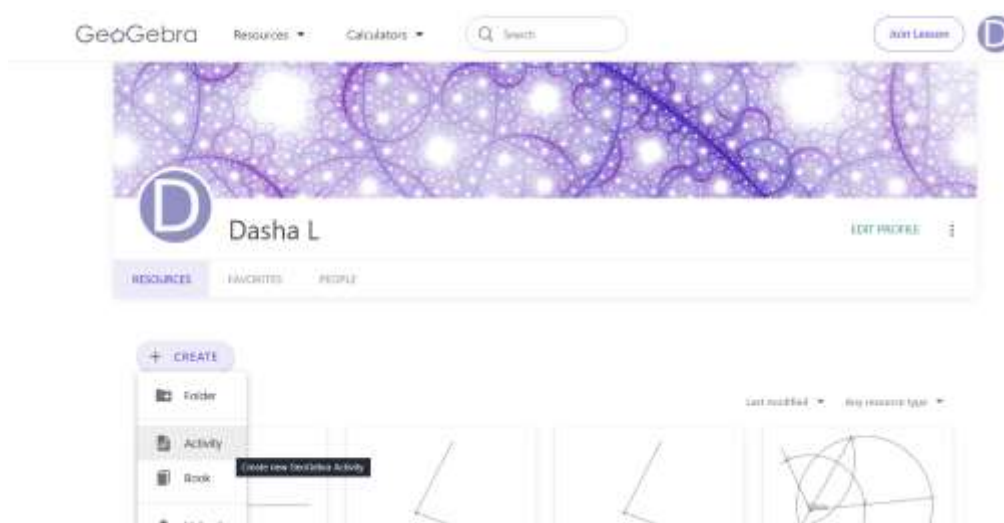 GeoGebra
Resources
Calculators
Search
Join Lesson
D
D
Dasha L
EDIT PROFILE
RESOURCES
FAVORITES
PEOPLE
+ CREATE
Folder
Last modified
Any resource type
Activity
Create new GeoGebra Activity
Book